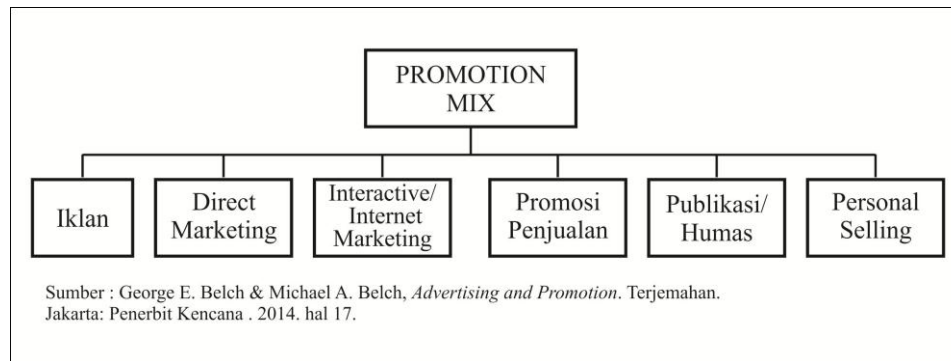 PROMOTION
MIX
Iklan
Direct
Marketing
Interactive/
Internet
Marketing
Promosi
Penjualan
Publikasi/
Humas
Personal
Selling
Sumber : George E. Belch & Michael A. Belch, Advertising and Promotion. Terjemahan.
Jakarta: Penerbit Kencana . 2014. hal 17.